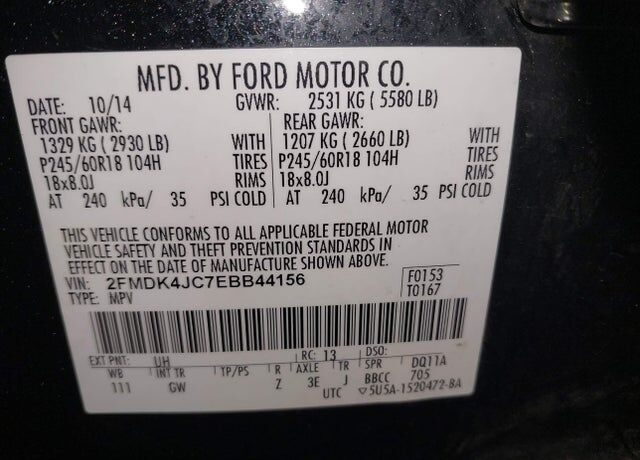 MFD. BY FORD MOTOR CO.
DATE: 10/14 GVWR: 2531 KG ( 5580 LB)
FRONT GAWR: REAR GAWR:
1329 KG ( 2930 LB) WITH 1207 KG ( 2660 LB) WITH
P245/60R18 104H TIRES P245/60R18 104H TIRES
18x8.0J RIMS 18x8.0J RIMS
AT 240 kPa/ 35 PSI COLD AT 240 kPa/ 35 PSI COLD
THIS VEHICLE CONFORMS TO ALL APPLICABLE FEDERAL MOTOR
VEHICLE SAFETY AND THEFT PREVENTION STANDARDS IN
EFFECT ON THE DATE OF MANUFACTURE SHOWN ABOVE.
VIN: 2FMDK4JC7EBB44156 F0153
TYPE: MPV T0167
EXT PNT: UH RC: 13 DSO:
WB INT TR TP/PS R AXLE TR SPR DQ11A
111 GW Z 3E J BBCC 705
UTC ▽5U5A-1520472-BA